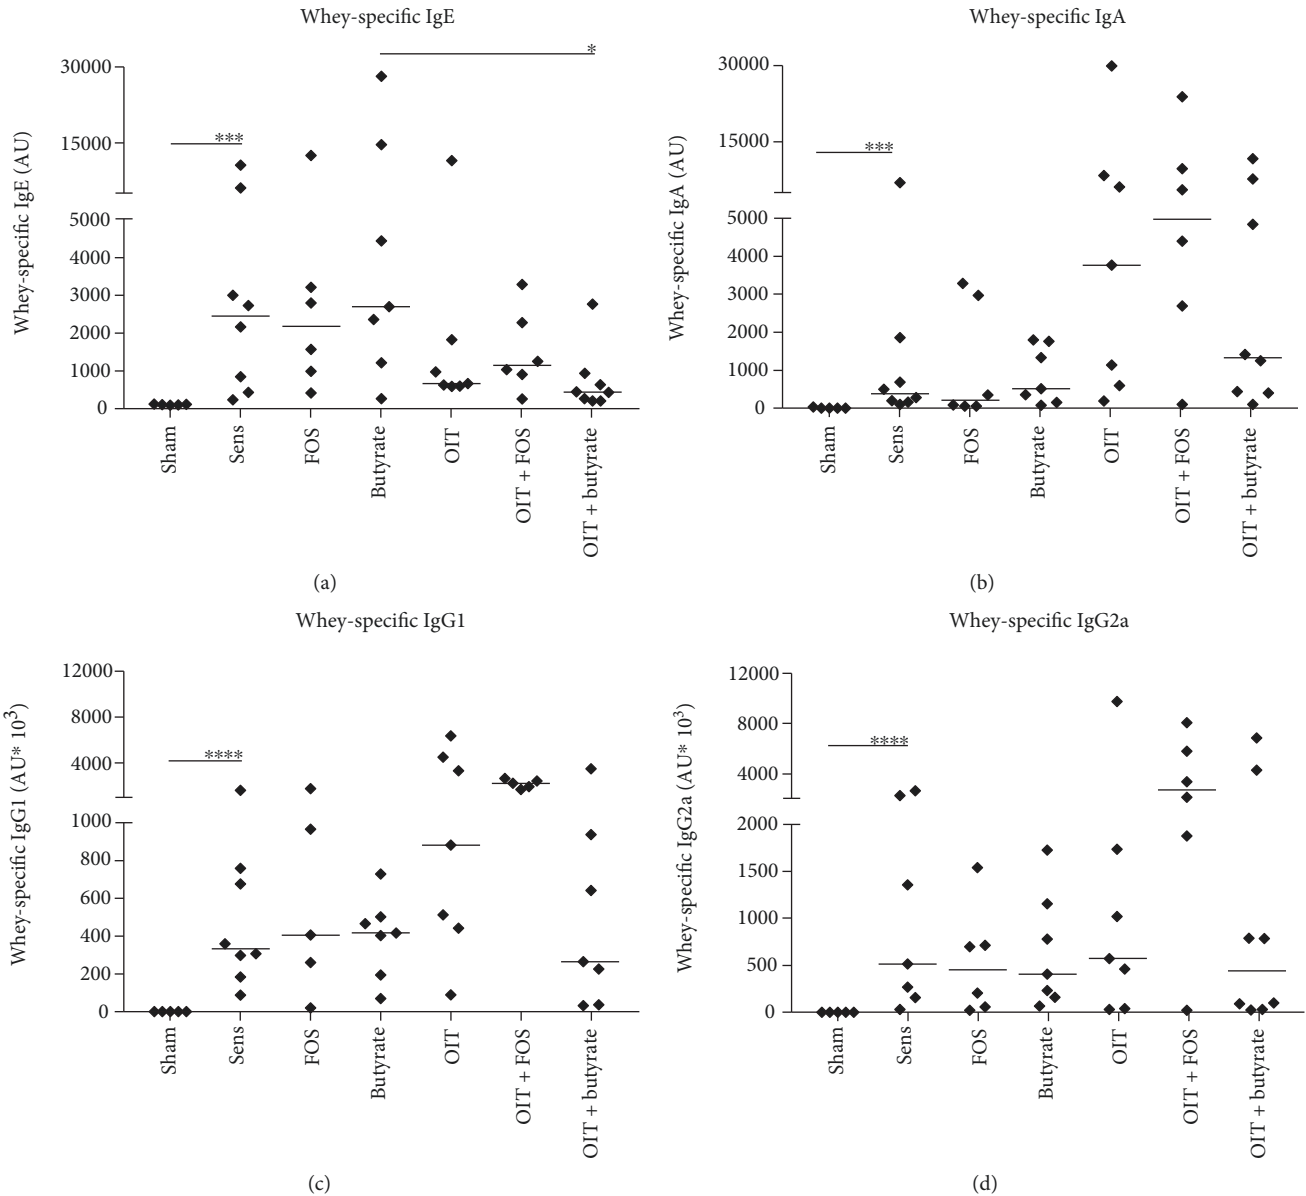 Whey-specific IgE
Whey-specific IgE (AU)
30000
15000
5000
4000
3000
2000
1000
0
***
*
Sham
Sens
FOS
Butyrate
OIT
OIT + FOS
OIT + butyrate
(a)
Whey-specific IgA
Whey-specific IgA (AU)
30000
15000
5000
4000
3000
2000
1000
0
***
Sham
Sens
FOS
Butyrate
OIT
OIT + FOS
OIT + butyrate
(b)
Whey-specific IgG1
Whey-specific IgG1 (AU* 10³)
12000
8000
4000
1000
800
600
400
200
0
****
Sham
Sens
FOS
Butyrate
OIT
OIT + FOS
OIT + butyrate
(c)
Whey-specific IgG2a
Whey-specific IgG2a (AU* 10³)
12000
8000
4000
2000
1500
1000
500
0
****
Sham
Sens
FOS
Butyrate
OIT
OIT + FOS
OIT + butyrate
(d)